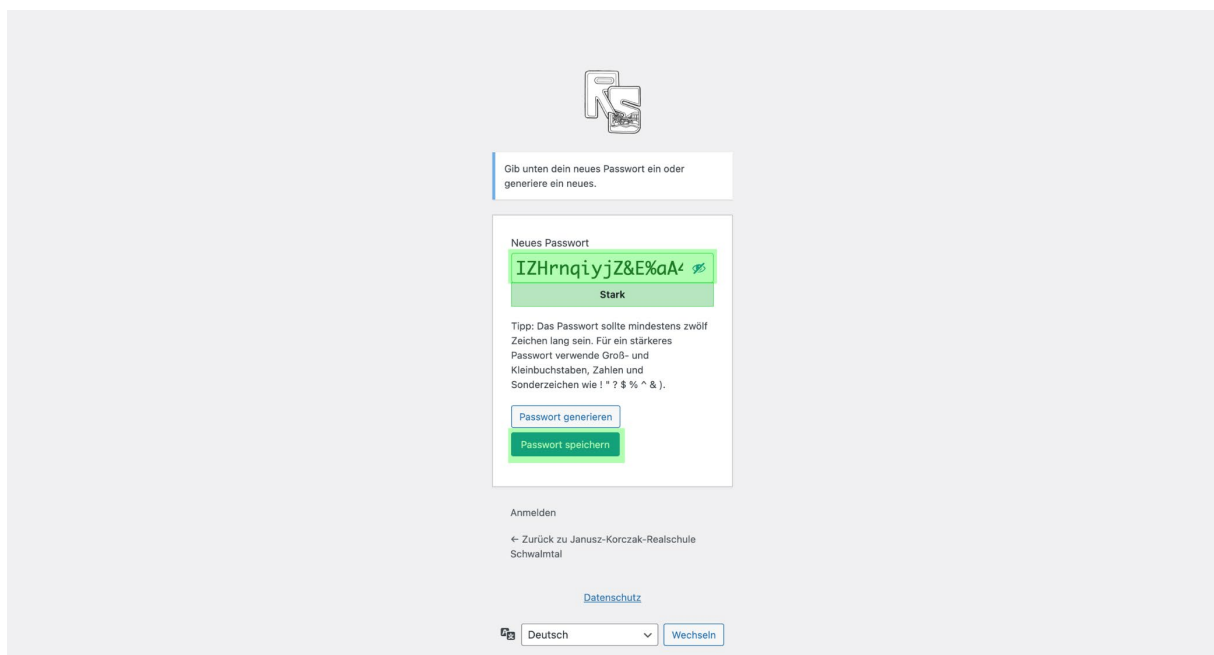 RS
Gib unten dein neues Passwort ein oder
generiere ein neues.
Neues Passwort
IZHrnqiyjZ&E%aA
Stark
Tipp: Das Passwort sollte mindestens zwölf
Zeichen lang sein. Für ein stärkeres
Passwort verwende Groß- und
Kleinbuchstaben, Zahlen und
Sonderzeichen wie ! " ? $ % ^ & ).
Passwort generieren
Passwort speichern
Anmelden
← Zurück zu Janusz-Korczak-Realschule
Schwalmtal
Datenschutz
Deutsch
Wechseln